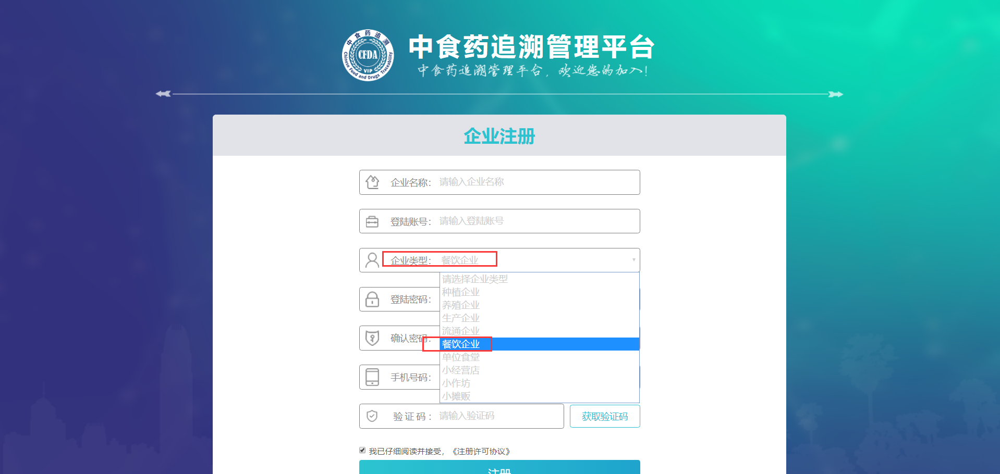 中食药追溯
CFDA
VIP
Chinese Food and Drugs Traceability
中食药追溯管理平台
中食药追溯管理平台，欢迎您的加入！
企业注册
企业名称： 请输入企业名称
登陆账号： 请输入登陆账号
企业类型： 餐饮企业
请选择企业类型
种植企业
养殖企业
登陆密码：
生产企业
流通企业
确认密码：
餐饮企业
单位食堂
小经营店
手机号码：
小作坊
小摊贩
验 证 码： 请输入验证码 获取验证码
我已仔细阅读并接受，《注册许可协议》
注册